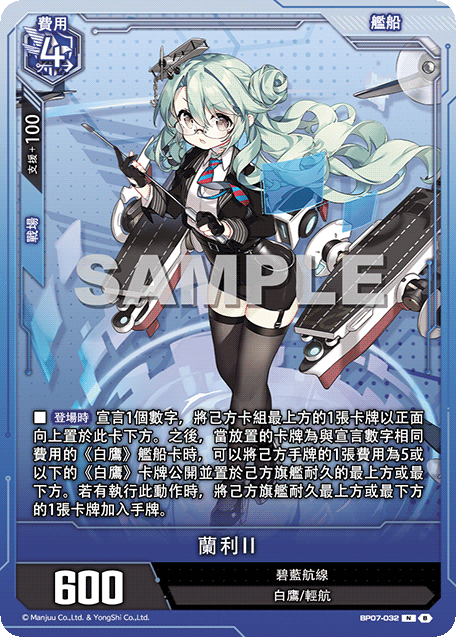 費用
4
艦船
支援+100
戰場
SAMPLE
■ 登場時 宣言1個數字，將己方卡組最上方的1張卡牌以正面
向上置於此卡下方。之後，當放置的卡牌為與宣言數字相同
費用的《白鷹》艦船卡時，可以將己方手牌的1張費用為5或
以下的《白鷹》卡牌公開並置於己方旗艦耐久的最上方或最
下方。若有執行此動作時，將己方旗艦耐久最上方或最下方
的1張卡牌加入手牌。
蘭利II
600
碧藍航線
白鷹/輕航
© Manjuu Co.,Ltd. & YongShi Co.,Ltd.
BP07-032 N B